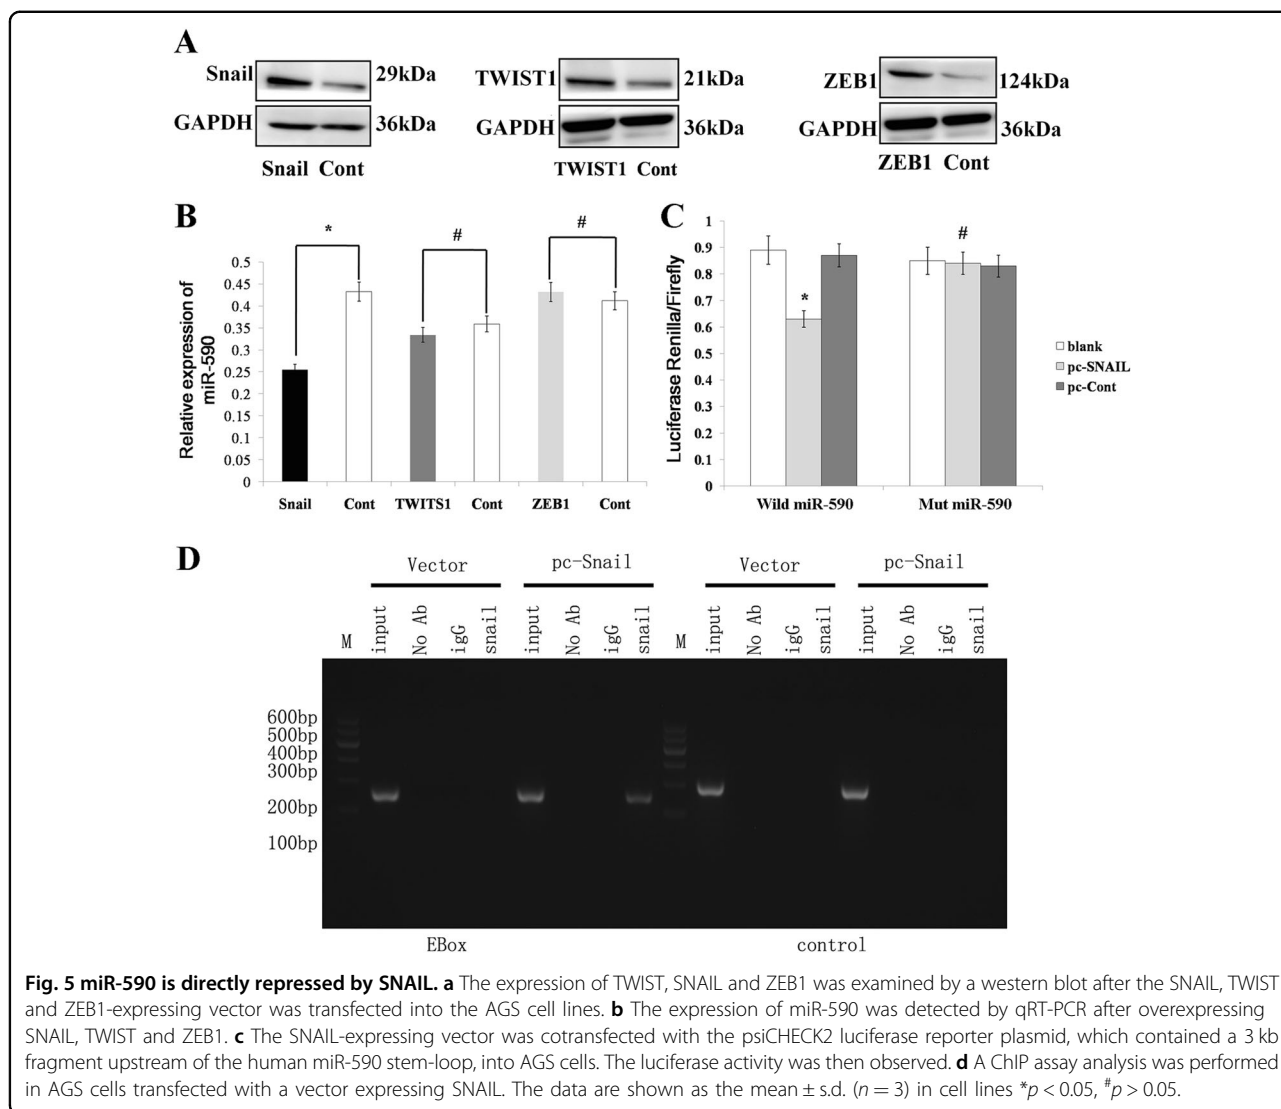 A
Snail 29kDa TWIST1 21kDa ZEB1 124kDa
GAPDH 36kDa GAPDH 36kDa GAPDH 36kDa
Snail Cont TWIST1 Cont ZEB1 Cont
B
Relative expression of
miR-590
0.5
0.45
0.4
0.35
0.3
0.25
0.2
0.15
0.1
0.05
0
* # #
Snail Cont TWITS1 Cont ZEB1 Cont
C
Luciferase Renilla/Firefly
1
0.9
0.8
0.7
0.6
0.5
0.4
0.3
0.2
0.1
0
* #
Wild miR-590 Mut miR-590
blank
pc-SNAIL
pc-Cont
D
Vector pc-Snail Vector pc-Snail
M input No Ab igG snail input No Ab igG snail M input No Ab igG snail input No Ab igG snail
600bp
500bp
400bp
300bp
200bp
100bp
EBox control
Fig. 5 miR-590 is directly repressed by SNAIL. a The expression of TWIST, SNAIL and ZEB1 was examined by a western blot after the SNAIL, TWIST
and ZEB1-expressing vector was transfected into the AGS cell lines. b The expression of miR-590 was detected by qRT-PCR after overexpressing
SNAIL, TWIST and ZEB1. c The SNAIL-expressing vector was cotransfected with the psiCHECK2 luciferase reporter plasmid, which contained a 3 kb
fragment upstream of the human miR-590 stem-loop, into AGS cells. The luciferase activity was then observed. d A ChIP assay analysis was performed
in AGS cells transfected with a vector expressing SNAIL. The data are shown as the mean ± s.d. (n = 3) in cell lines *p < 0.05, #p > 0.05.